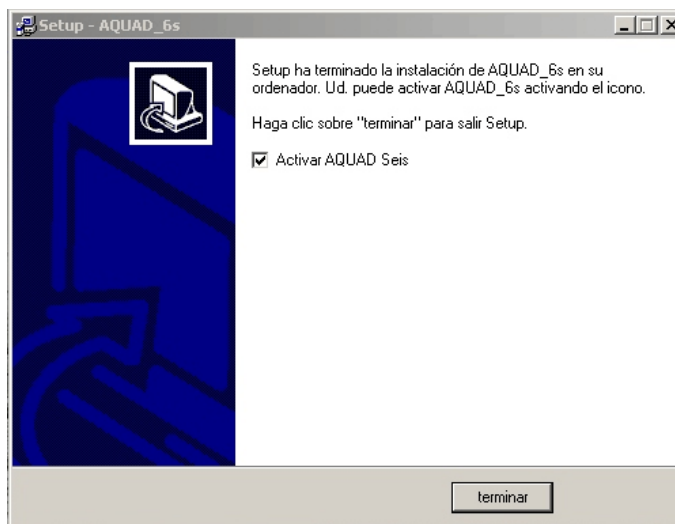 Setup - AQUAD_6s
Setup ha terminado la instalación de AQUAD_6s en su
ordenador. Ud. puede activar AQUAD_6s activando el icono.
Haga clic sobre "terminar" para salir Setup.
Activar AQUAD Seis
terminar